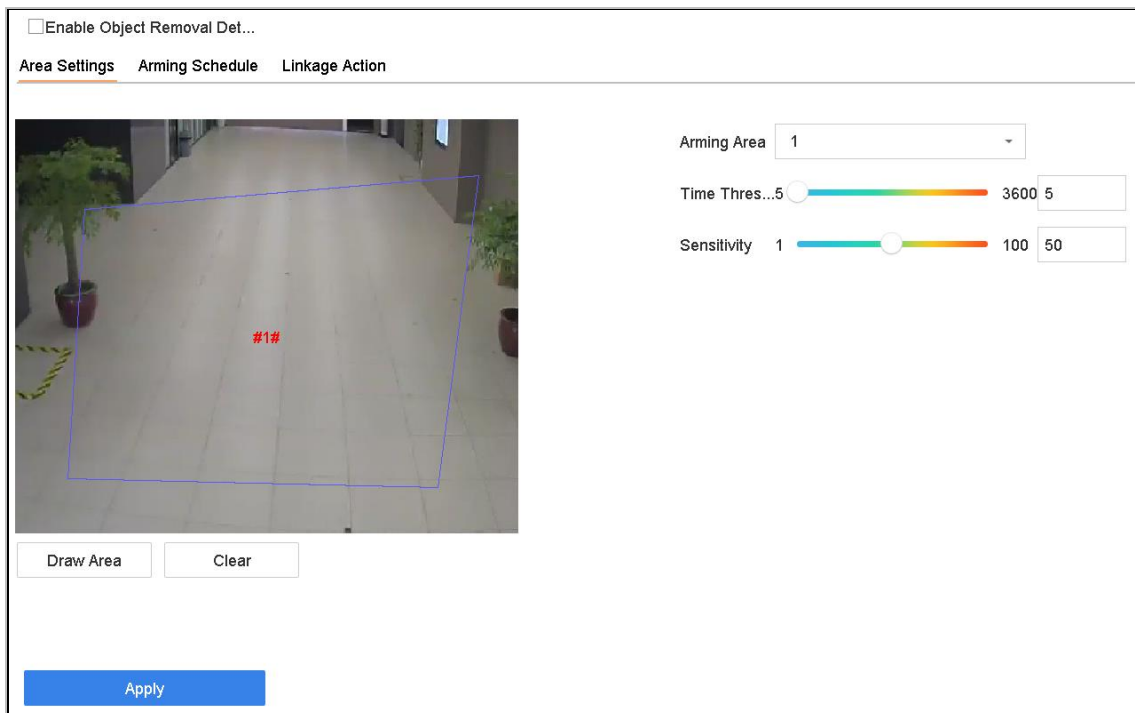 Enable Object Removal Det...
Area Settings Arming Schedule Linkage Action
Arming Area 1
Time Thres...5 3600 5
Sensitivity 1 100 50
#1#
Draw Area Clear
Apply